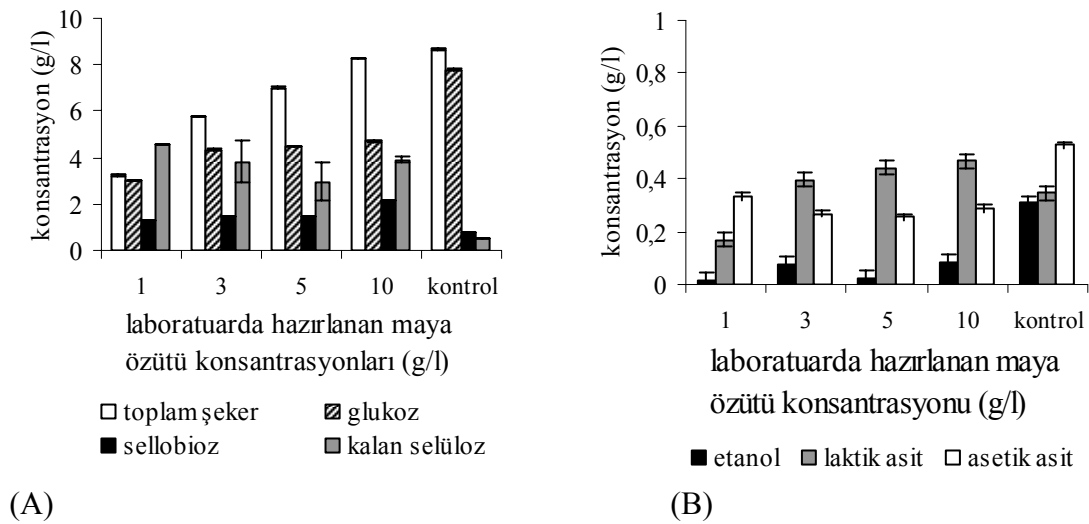 konsantrasyon (g/l)
10
8
6
4
2
0
1 3 5 10 kontrol
laboratuarda hazırlanan maya
özütü konsantrasyonları (g/l)
toplam şeker glukoz
sellobioz kalan selüloz
(A)
konsantrasyon (g/l)
1
0,8
0,6
0,4
0,2
0
1 3 5 10 kontrol
laboratuarda hazırlanan maya
özütü konsantrasyonu (g/l)
etanol laktik asit asetik asit
(B)